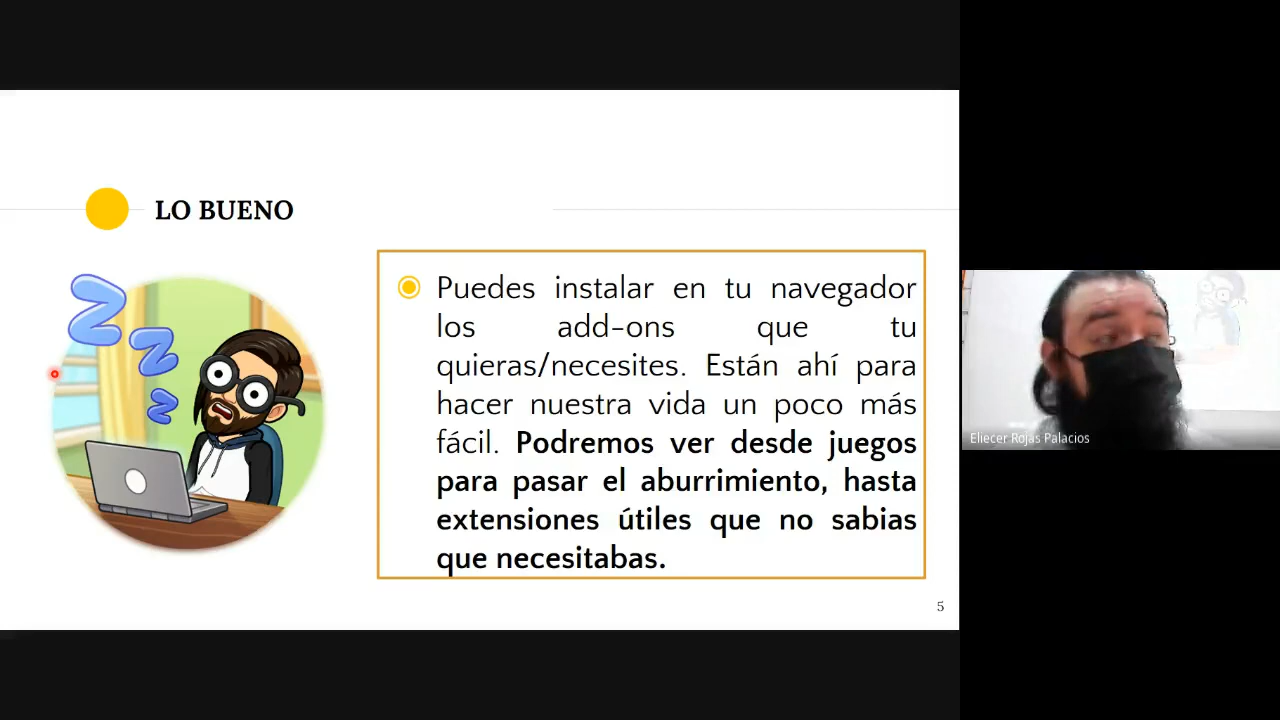 LO BUENO
Puedes instalar en tu navegador
los add-ons que tu
quieras/necesites. Están ahí para
hacer nuestra vida un poco más
fácil. Podremos ver desde juegos
para pasar el aburrimiento, hasta
extensiones útiles que no sabias
que necesitabas.
5
Eliecer Rojas Palacios